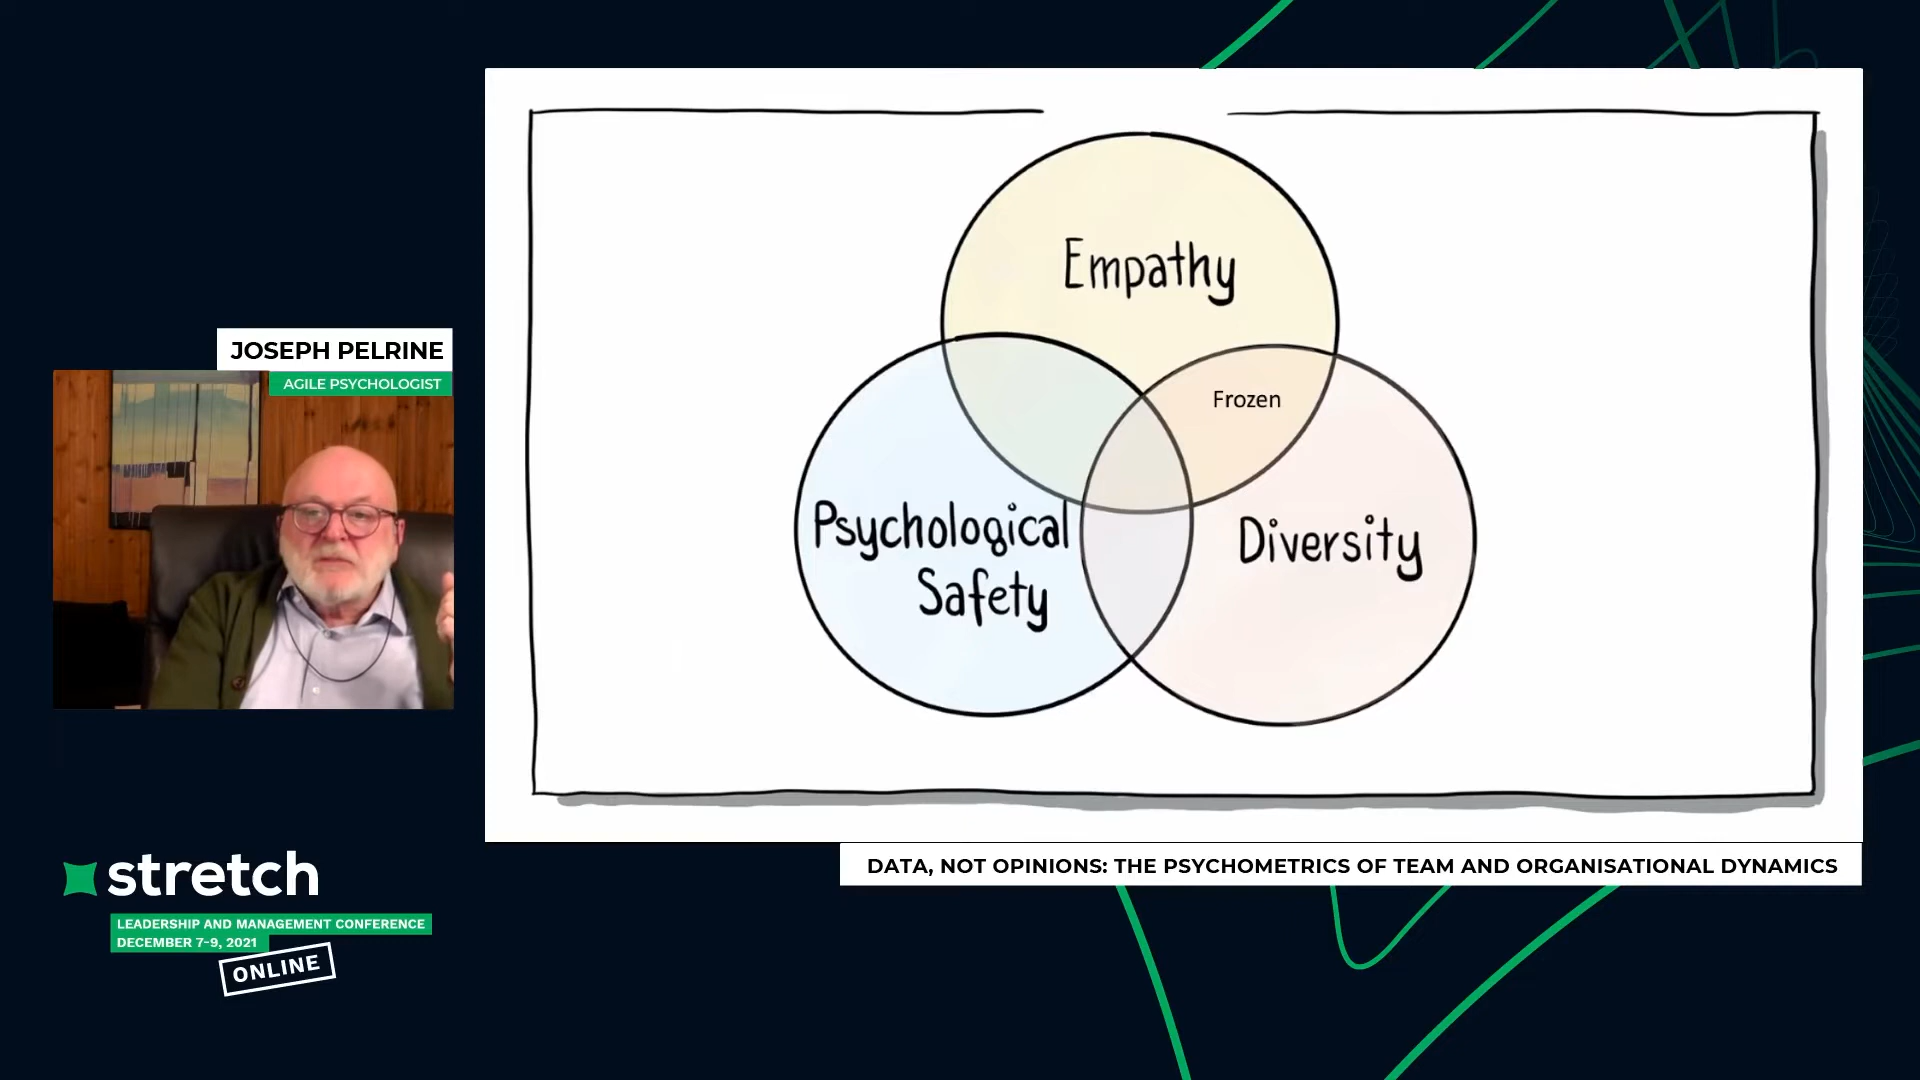 JOSEPH PELRINE
AGILE PSYCHOLOGIST
Empathy
Frozen
Psychological
Safety
Diversity
DATA, NOT OPINIONS: THE PSYCHOMETRICS OF TEAM AND ORGANISATIONAL DYNAMICS
stretch
LEADERSHIP AND MANAGEMENT CONFERENCE
DECEMBER 7-9, 2021
ONLINE